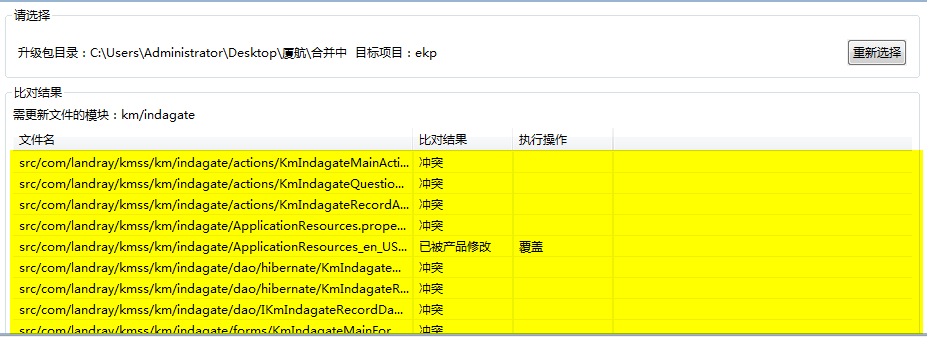 请选择
升级包目录：C:\Users\Administrator\Desktop\厦航\合并中 目标项目：ekp
重新选择
比对结果
需更新文件的模块：km/indagate
文件名 比对结果 执行操作
src/com/landray/kmss/km/indagate/actions/KmIndagateMainActi... 冲突
src/com/landray/kmss/km/indagate/actions/KmIndagateQuestio... 冲突
src/com/landray/kmss/km/indagate/actions/KmIndagateRecordA... 冲突
src/com/landray/kmss/km/indagate/ApplicationResources.prope... 冲突
src/com/landray/kmss/km/indagate/ApplicationResources_en_US... 已被产品修改 覆盖
src/com/landray/kmss/km/indagate/dao/hibernate/KmIndagate... 冲突
src/com/landray/kmss/km/indagate/dao/hibernate/KmIndagateR... 冲突
src/com/landray/kmss/km/indagate/dao/IKmIndagateRecordDa... 冲突
src/com/landray/kmss/km/indagate/forms/KmIndagateMainFor... 冲突